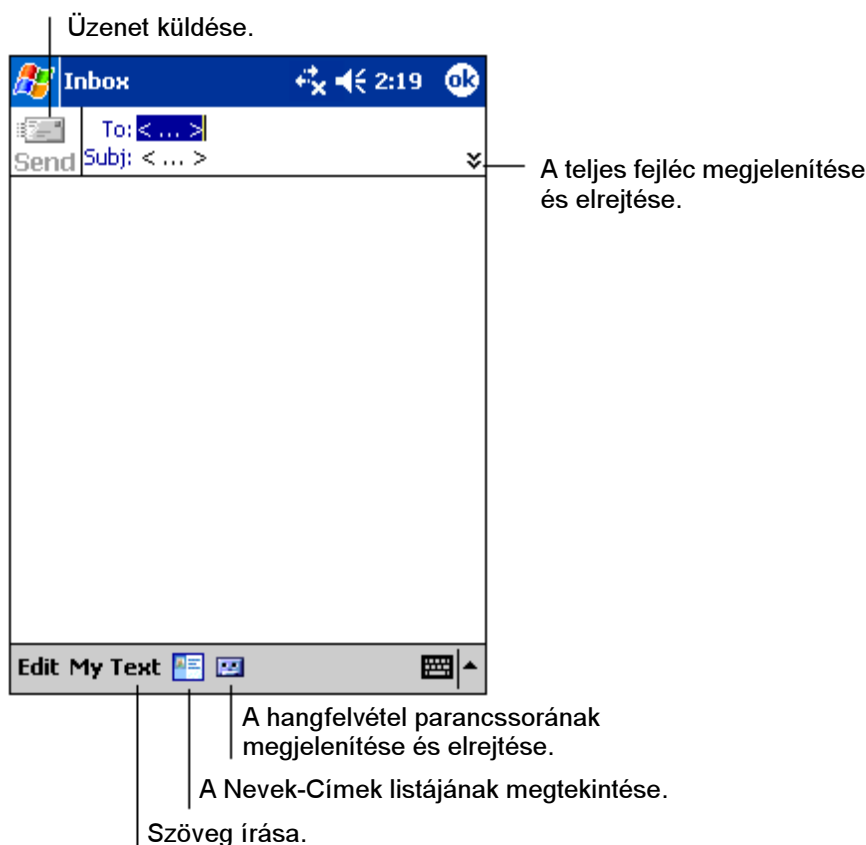 Üzenet küldése.
Inbox 2:19 ok
To: < ... >
Send Subj: < ... >
A teljes fejléc megjelenítése
és elrejtése.
Edit My Text
A hangfelvétel parancssorának
megjelenítése és elrejtése.
A Nevek-Címek listájának megtekintése.
Szöveg írása.